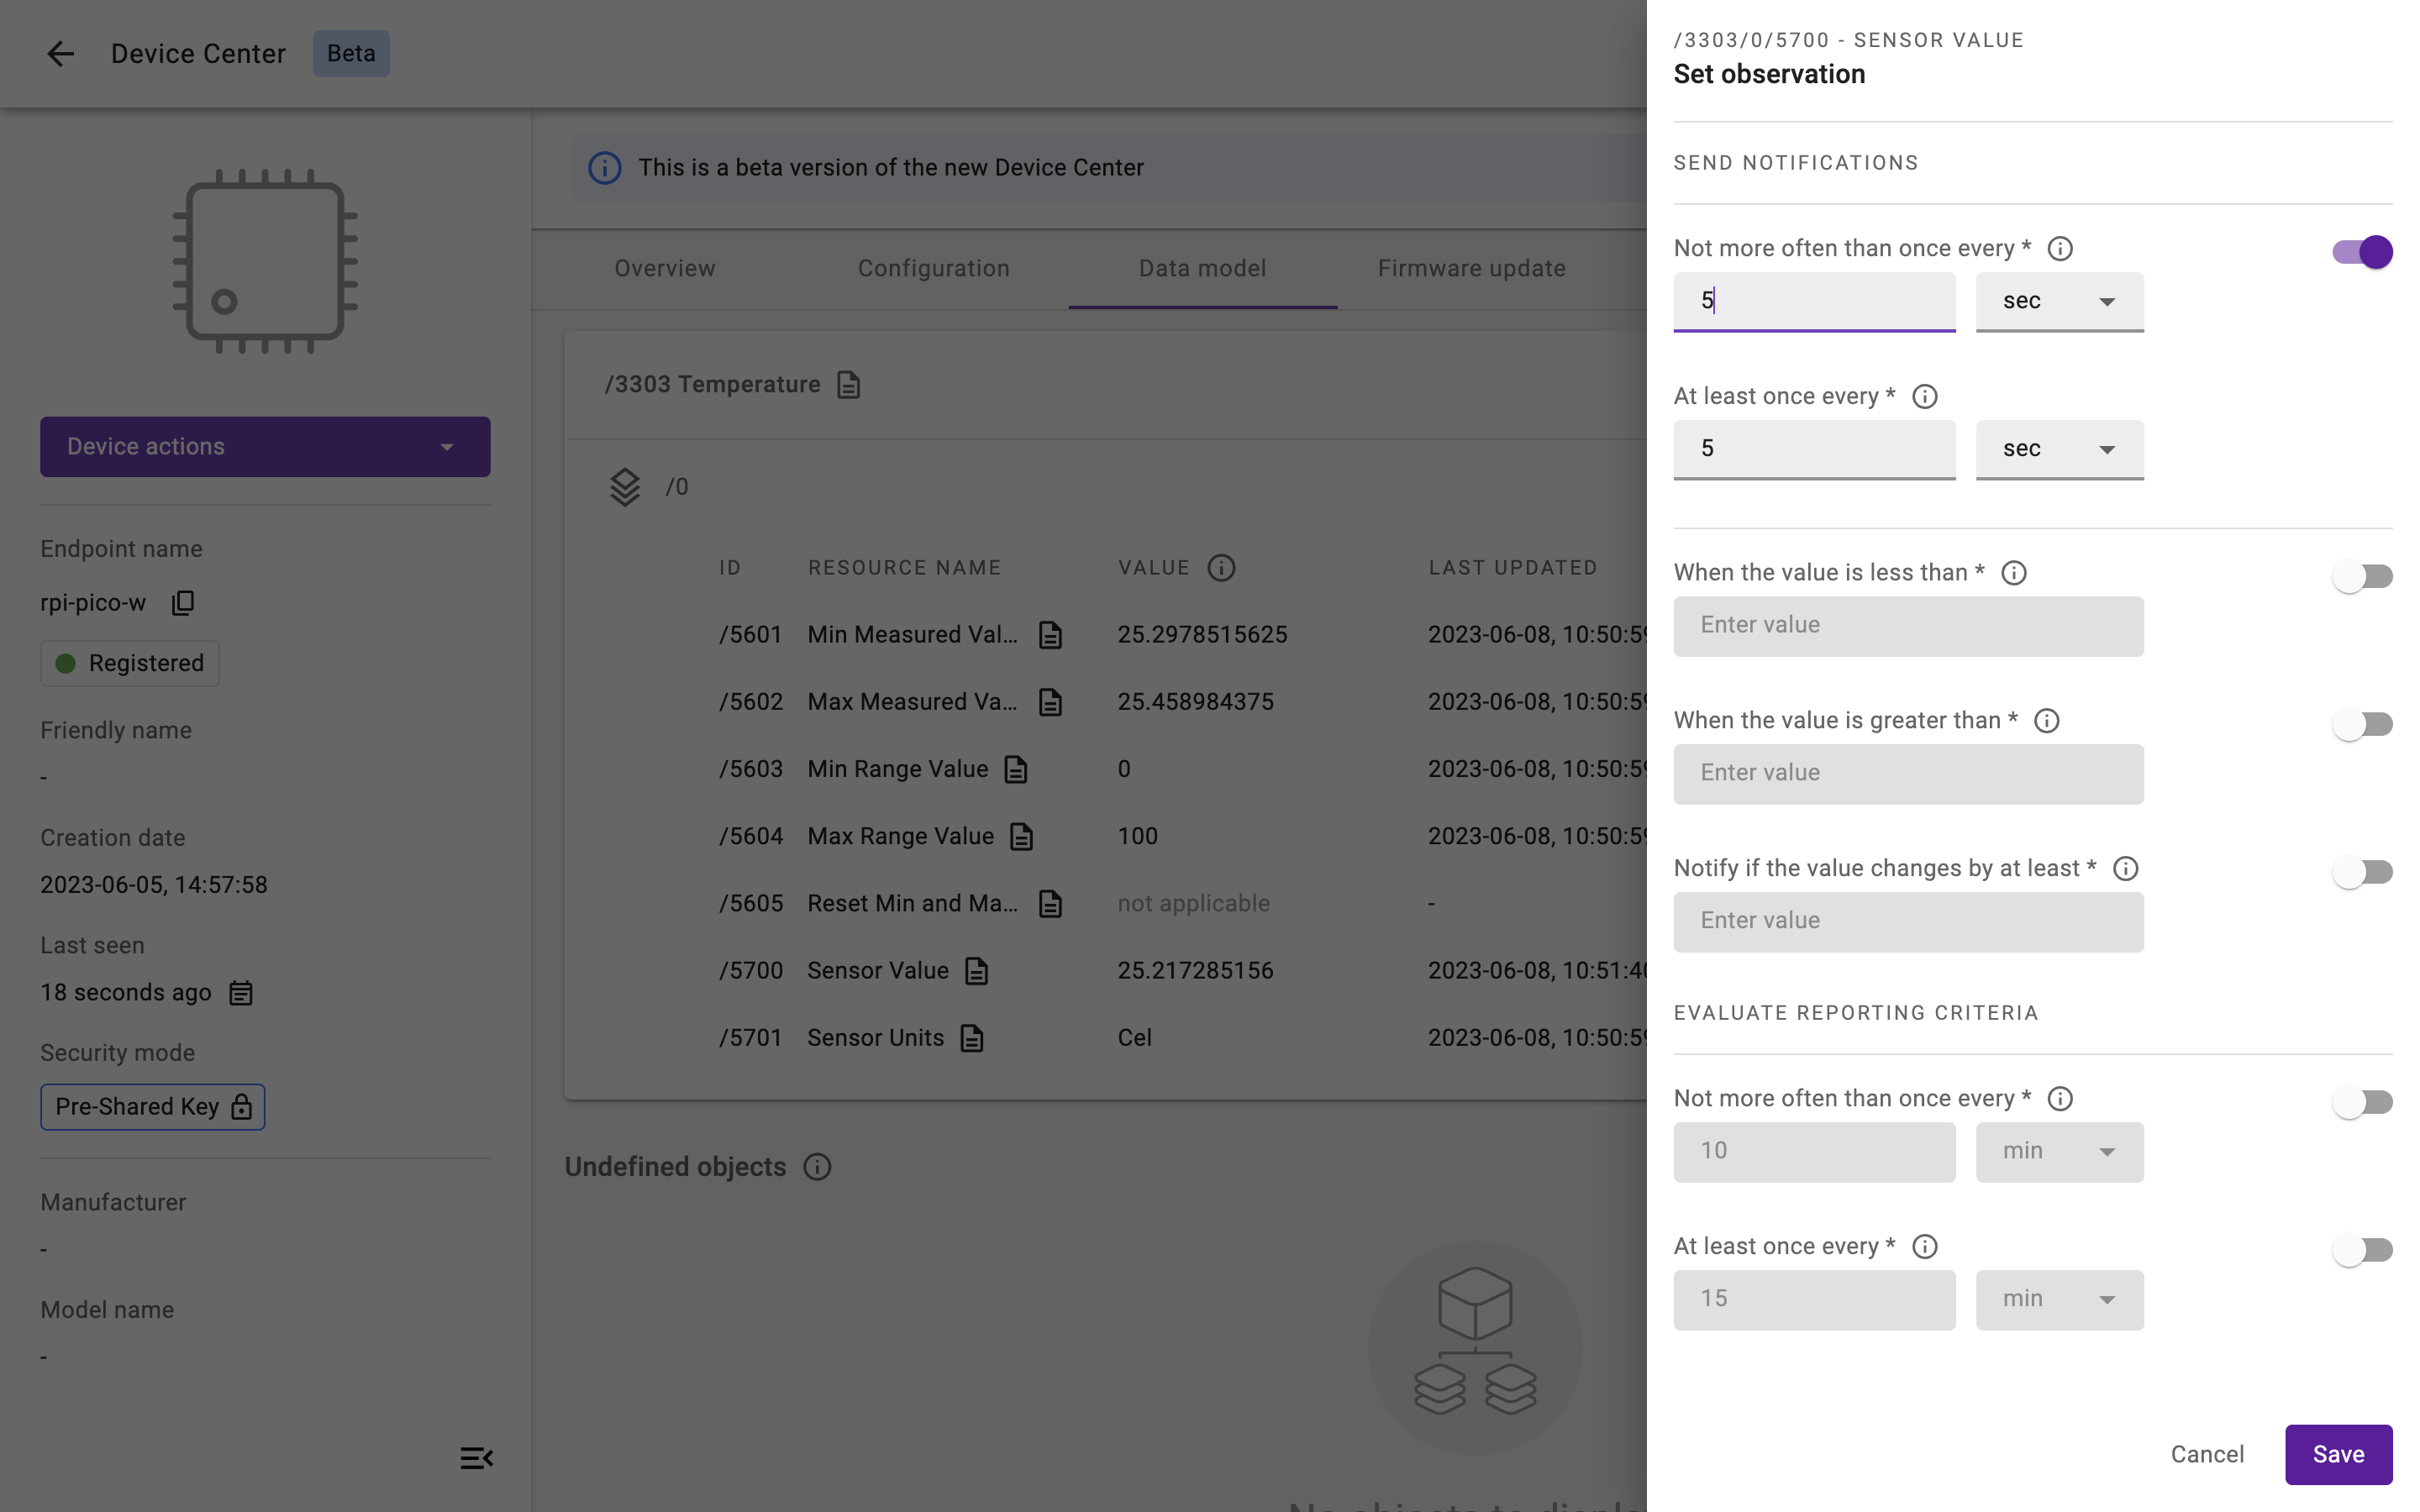 Device Center Beta
This is a beta version of the new Device Center
Overview Configuration Data model Firmware update
Device actions
Endpoint name
rpi-pico-w
Registered
Friendly name
-
Creation date
2023-06-05, 14:57:58
Last seen
18 seconds ago
Security mode
Pre-Shared Key
Manufacturer
-
Model name
-
/3303 Temperature
/0
ID RESOURCE NAME VALUE LAST UPDATED
/5601 Min Measured Val... 25.2978515625 2023-06-08, 10:50:59
/5602 Max Measured Va... 25.458984375 2023-06-08, 10:50:59
/5603 Min Range Value 0 2023-06-08, 10:50:59
/5604 Max Range Value 100 2023-06-08, 10:50:59
/5605 Reset Min and Ma... not applicable -
/5700 Sensor Value 25.217285156 2023-06-08, 10:51:40
/5701 Sensor Units Cel 2023-06-08, 10:50:59
Undefined objects
No objects to
/3303/0/5700 - SENSOR VALUE
Set observation
SEND NOTIFICATIONS
Not more often than once every *
5 sec
At least once every *
5 sec
When the value is less than *
Enter value
When the value is greater than *
Enter value
Notify if the value changes by at least *
Enter value
EVALUATE REPORTING CRITERIA
Not more often than once every *
10 min
At least once every *
15 min
Cancel Save